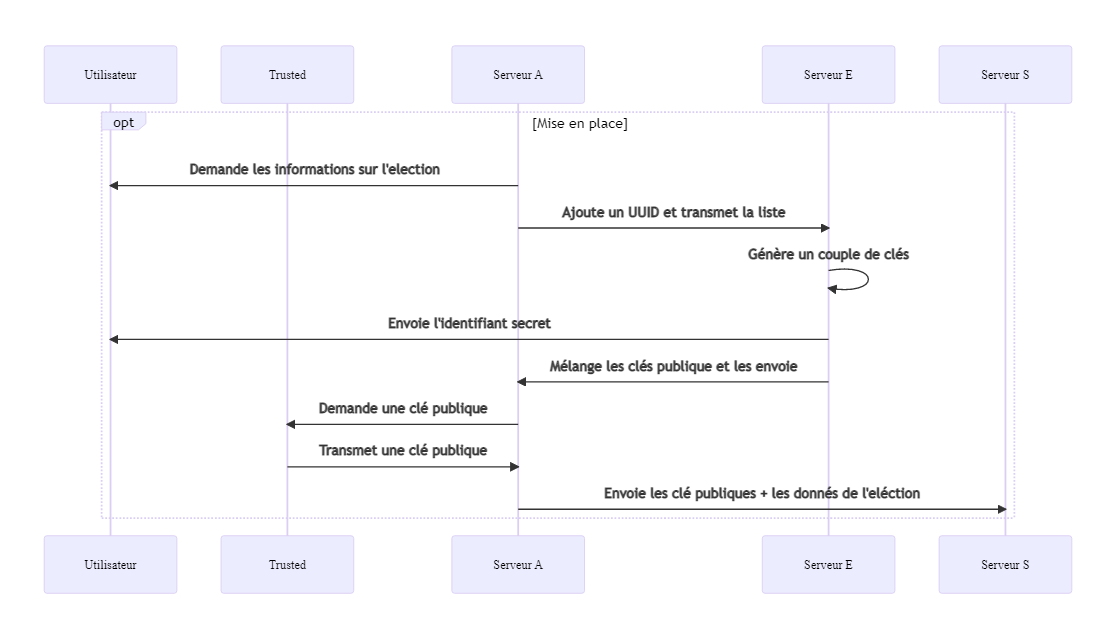 Utilisateur
Trusted
Serveur A
Serveur E
Serveur S
opt
[Mise en place]
Demande les informations sur l'election
Ajoute un UUID et transmet la liste
Génère un couple de clés
Envoie l'identifiant secret
Mélange les clés publique et les envoie
Demande une clé publique
Transmet une clé publique
Envoie les clé publiques + les donnés de l'eléction
Utilisateur
Trusted
Serveur A
Serveur E
Serveur S